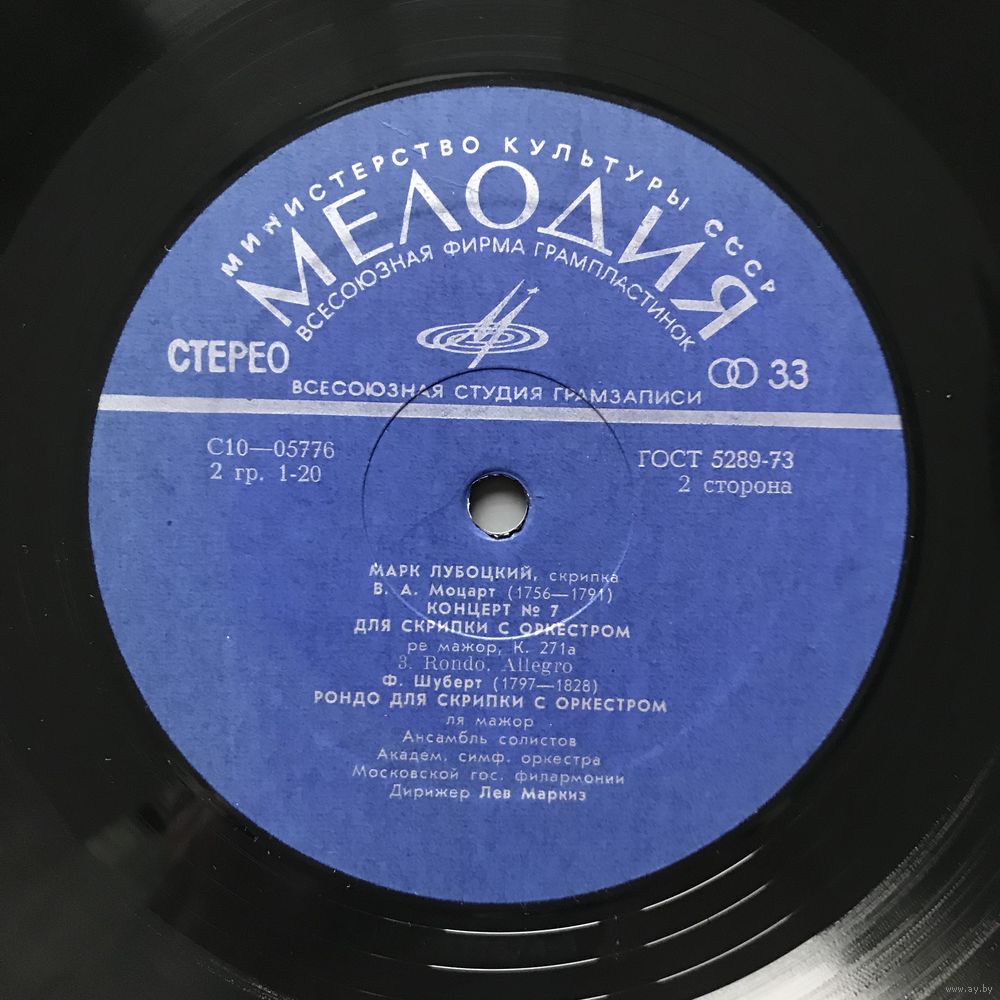 МИНИСТЕРСТВО КУЛЬТУРЫ СССР
МЕЛОДИЯ
ВСЕСОЮЗНАЯ ФИРМА ГРАМПЛАСТИНОК
СТЕРЕО
33
ВСЕСОЮЗНАЯ СТУДИЯ ГРАМЗАПИСИ
С10—05776
2 гр. 1-20
ГОСТ 5289-73
2 сторона
МАРК ЛУБОЦКИЙ, скрипка
В. А. Моцарт (1756—1791)
КОНЦЕРТ № 7
ДЛЯ СКРИПКИ С ОРКЕСТРОМ
ре мажор, К. 271а
3. Rondo. Allegro
Ф. Шуберт (1797—1828)
РОНДО ДЛЯ СКРИПКИ С ОРКЕСТРОМ
ля мажор
Ансамбль солистов
Академ. симф. оркестра
Московской гос. филармонии
Дирижер Лев Маркиз
www.ay.by